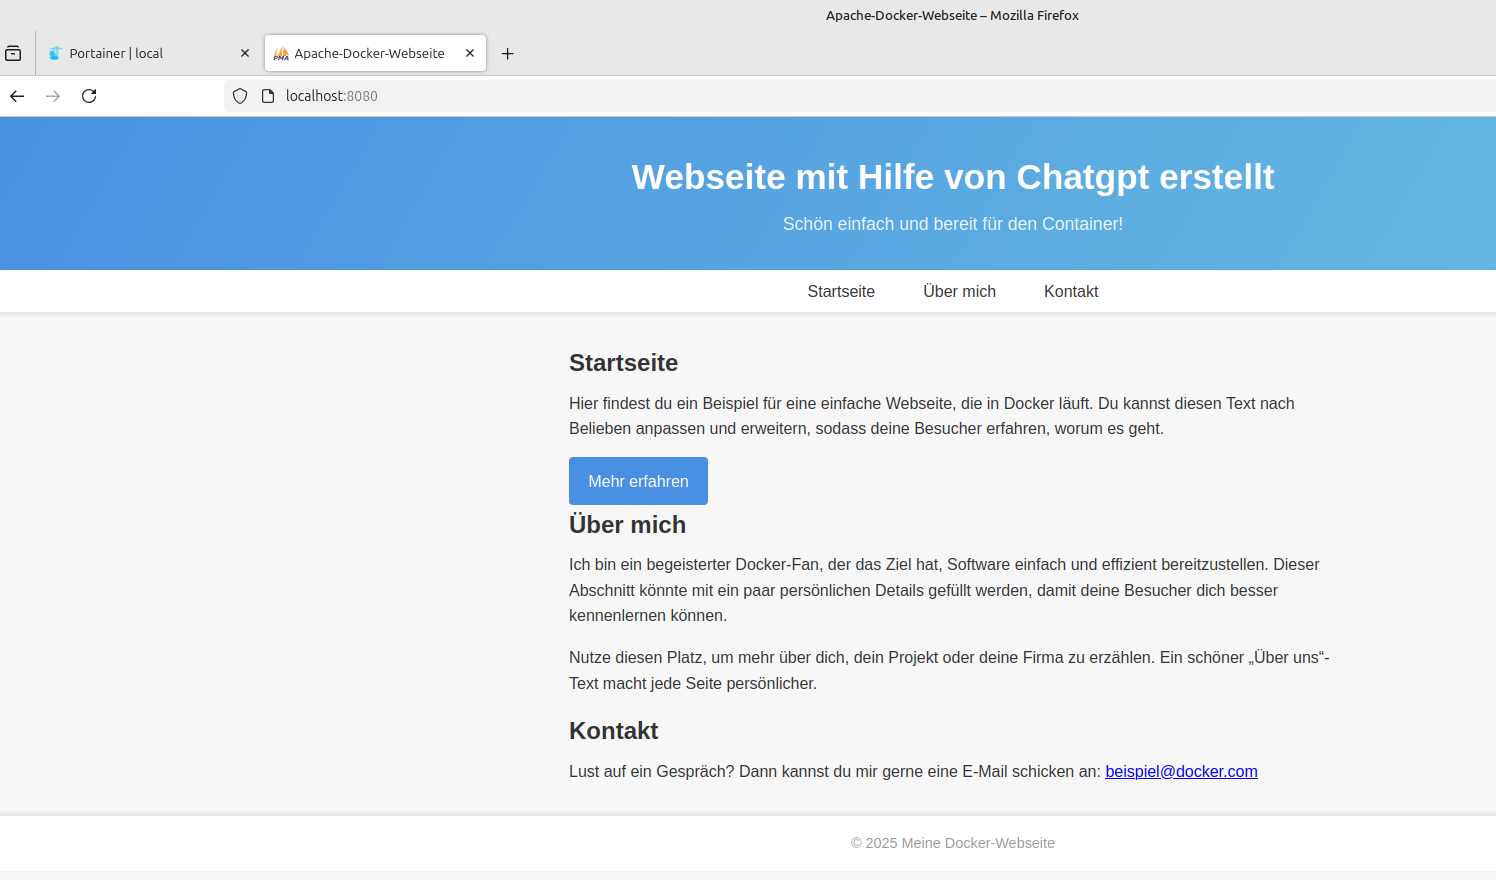 Apache-Docker-Webseite – Mozilla Firefox
Portainer | local
PMA Apache-Docker-Webseite
localhost:8080
Webseite mit Hilfe von Chatgpt erstellt
Schön einfach und bereit für den Container!
Startseite Über mich Kontakt
Startseite
Hier findest du ein Beispiel für eine einfache Webseite, die in Docker läuft. Du kannst diesen Text nach
Belieben anpassen und erweitern, sodass deine Besucher erfahren, worum es geht.
Mehr erfahren
Über mich
Ich bin ein begeisterter Docker-Fan, der das Ziel hat, Software einfach und effizient bereitzustellen. Dieser
Abschnitt könnte mit ein paar persönlichen Details gefüllt werden, damit deine Besucher dich besser
kennenlernen können.
Nutze diesen Platz, um mehr über dich, dein Projekt oder deine Firma zu erzählen. Ein schöner „Über uns“-
Text macht jede Seite persönlicher.
Kontakt
Lust auf ein Gespräch? Dann kannst du mir gerne eine E-Mail schicken an: beispiel@docker.com
© 2025 Meine Docker-Webseite